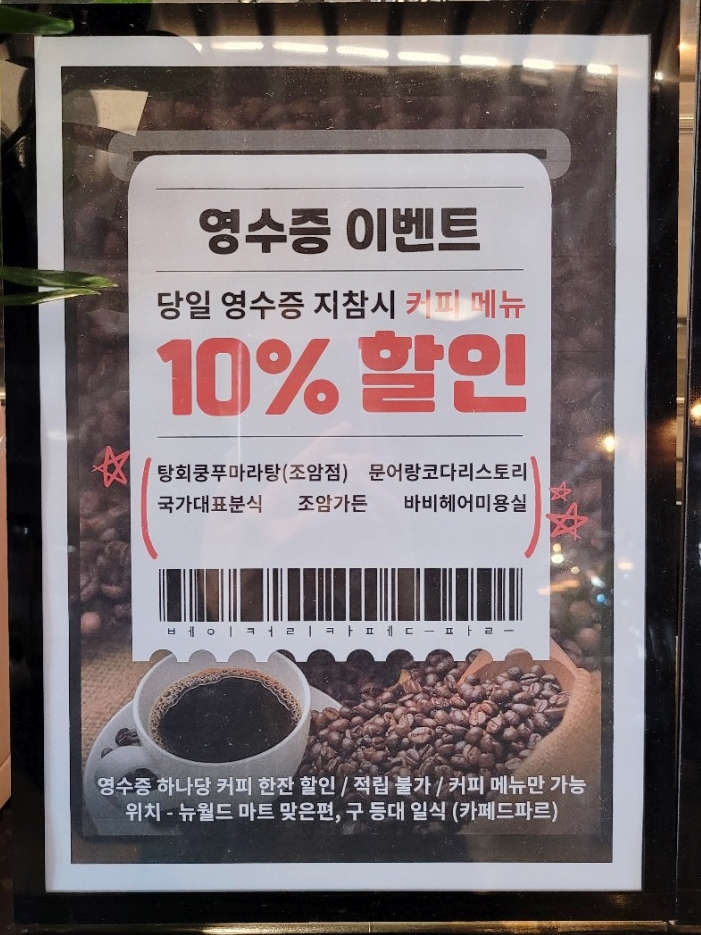 영수증 이벤트
당일 영수증 지참시 커피 메뉴
10% 할인
탕회쿵푸마라탕(조암점) 문어랑코다리스토리
국가대표분식 조암가든 바비헤어미용실
ㅂㅔㅇㅣㅋㅓㄹㅣㅋㅏㅍㅔㄷㅡㅍㅏㄹㅡ
영수증 하나당 커피 한잔 할인 / 적립 불가 / 커피 메뉴만 가능
위치 - 뉴월드 마트 맞은편, 구 등대 일식 (카페드파르)